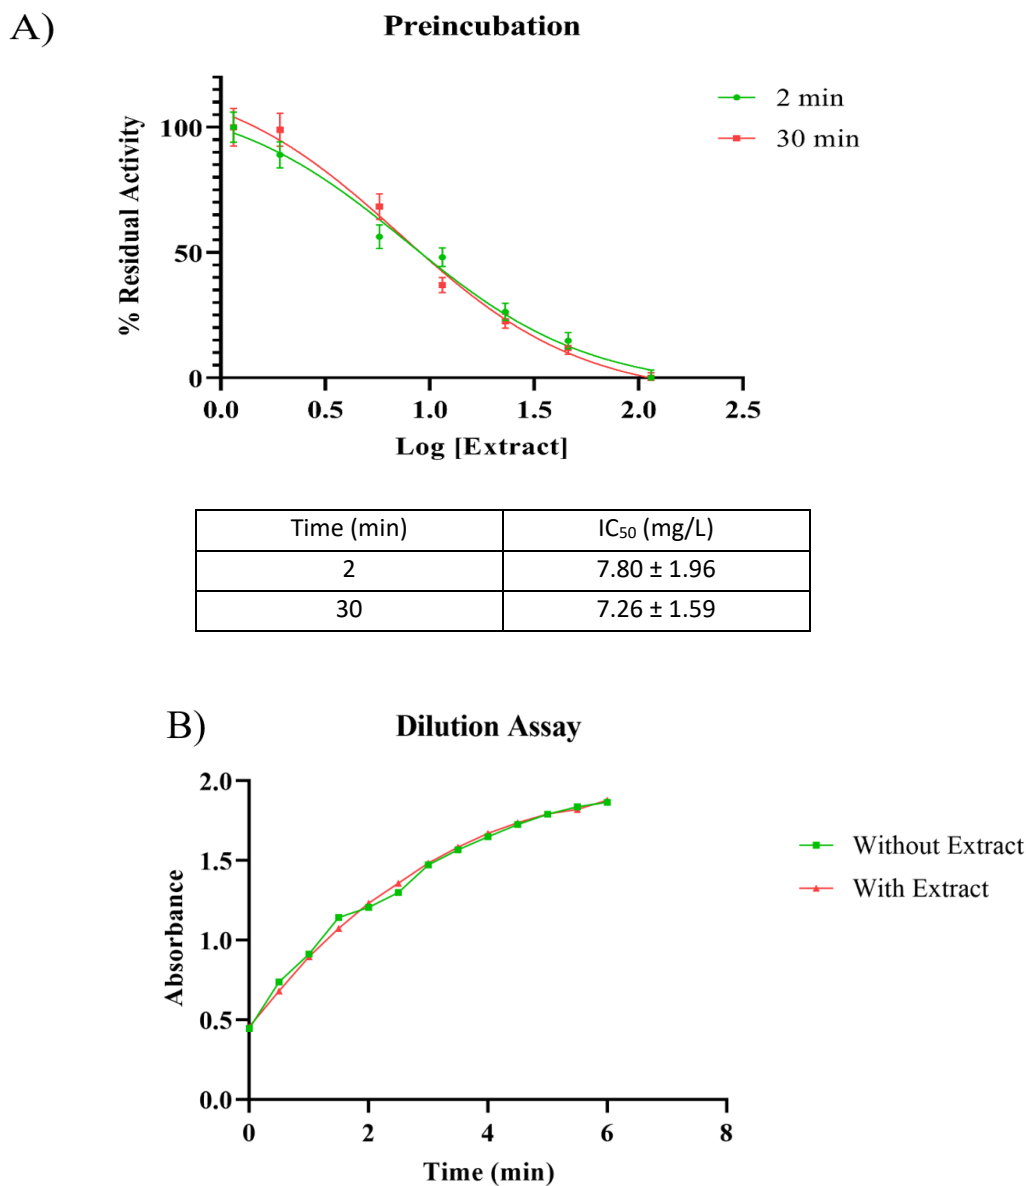 A)
Preincubation
2 min
30 min
% Residual Activity
100
50
0
0.0 0.5 1.0 1.5 2.0 2.5
Log [Extract]
Time (min) IC₅₀ (mg/L)
2 7.80 ± 1.96
30 7.26 ± 1.59
B)
Dilution Assay
Without Extract
With Extract
Absorbance
2.0
1.5
1.0
0.5
0.0
0 2 4 6 8
Time (min)